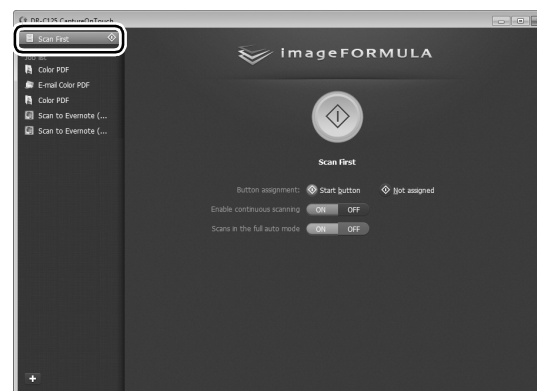 DR-C125 CaptureOnTouch
Scan First
Job list
Color PDF
E-mail Color PDF
Color PDF
Scan to Evernote (...
Scan to Evernote (...
imageFORMULA
Scan First
Button assignment: Start button Not assigned
Enable continuous scanning ON OFF
Scans in the full auto mode ON OFF